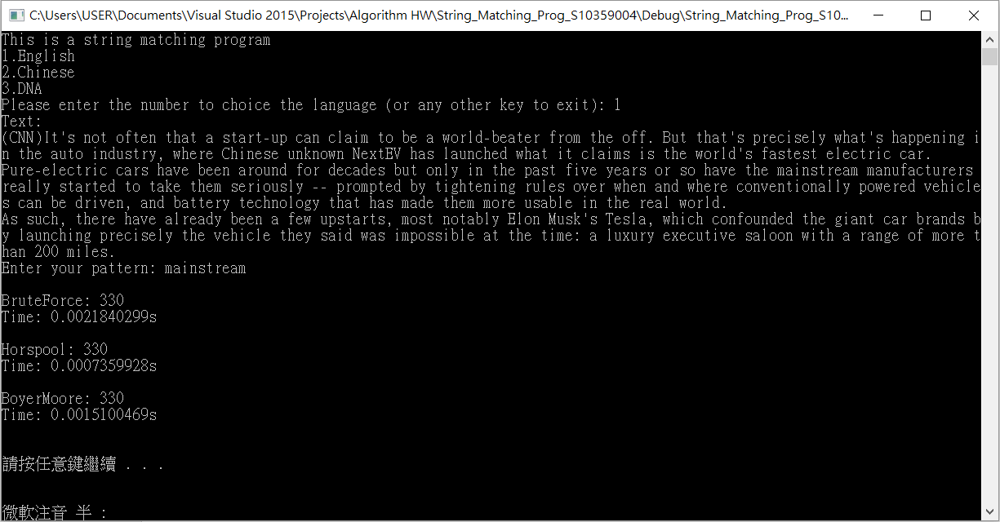 C:\Users\USER\Documents\Visual Studio 2015\Projects\Algorithm HW\String_Matching_Prog_S10359004\Debug\String_Matching_Prog_S10...
This is a string matching program
1.English
2.Chinese
3.DNA
Please enter the number to choice the language (or any other key to exit): 1
Text:
(CNN)It's not often that a start-up can claim to be a world-beater from the off. But that's precisely what's happening i
n the auto industry, where Chinese unknown NextEV has launched what it claims is the world's fastest electric car.
Pure-electric cars have been around for decades but only in the past five years or so have the mainstream manufacturers
really started to take them seriously -- prompted by tightening rules over when and where conventionally powered vehicle
s can be driven, and battery technology that has made them more usable in the real world.
As such, there have already been a few upstarts, most notably Elon Musk's Tesla, which confounded the giant car brands b
y launching precisely the vehicle they said was impossible at the time: a luxury executive saloon with a range of more t
han 200 miles.
Enter your pattern: mainstream
BruteForce: 330
Time: 0.0021840299s
Horspool: 330
Time: 0.0007359928s
BoyerMoore: 330
Time: 0.0015100469s
請按任意鍵繼續 . . .
微軟注音 半 :